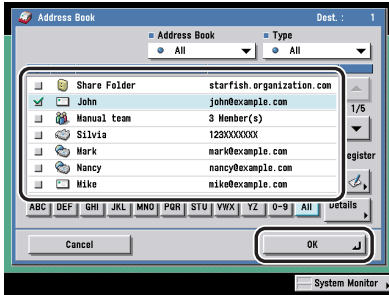 Address Book Dest. : 1
Address Book Type
All All
Share Folder starfish.organization.com
John john@example.com
1/5
Manual team 3 Member(s)
Silvia 123XXXXXXX
Mark mark@example.com
Nancy nancy@example.com
egister
Mike mike@example.com
ABC DEF GHI JKL MNO PQR STU VWX YZ 0-9 All Details
Cancel OK
System Monitor